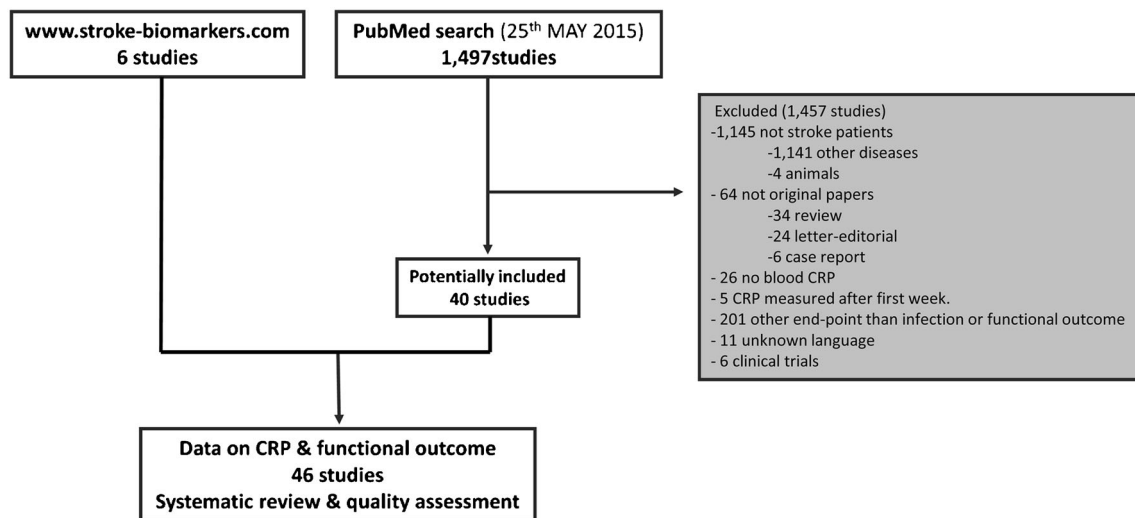 www.stroke-biomarkers.com
6 studies
PubMed search (25th MAY 2015)
1,497studies
Excluded (1,457 studies)
-1,145 not stroke patients
-1,141 other diseases
-4 animals
- 64 not original papers
-34 review
-24 letter-editorial
-6 case report
- 26 no blood CRP
- 5 CRP measured after first week.
- 201 other end-point than infection or functional outcome
- 11 unknown language
- 6 clinical trials
Potentially included
40 studies
Data on CRP & functional outcome
46 studies
Systematic review & quality assessment